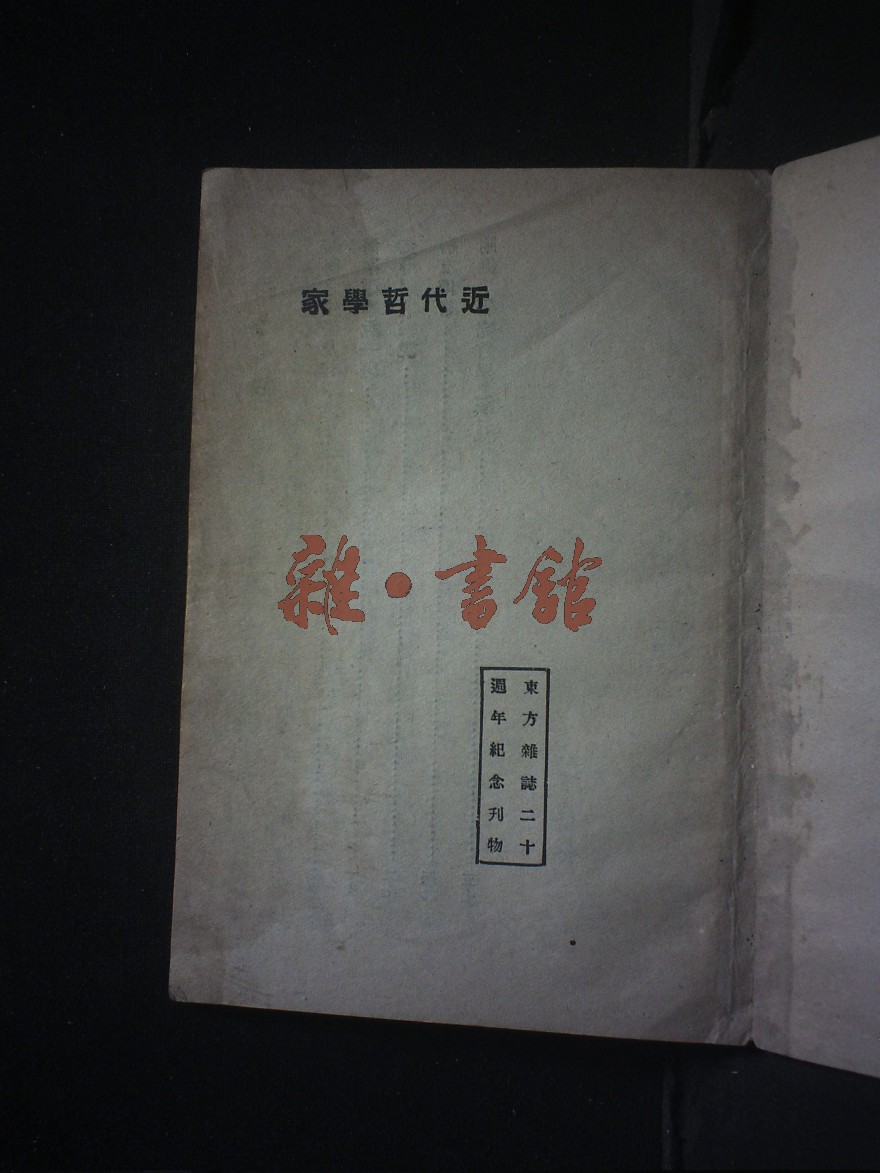 近代哲學家
雜·書館
東方雜誌二十
週年紀念刊物